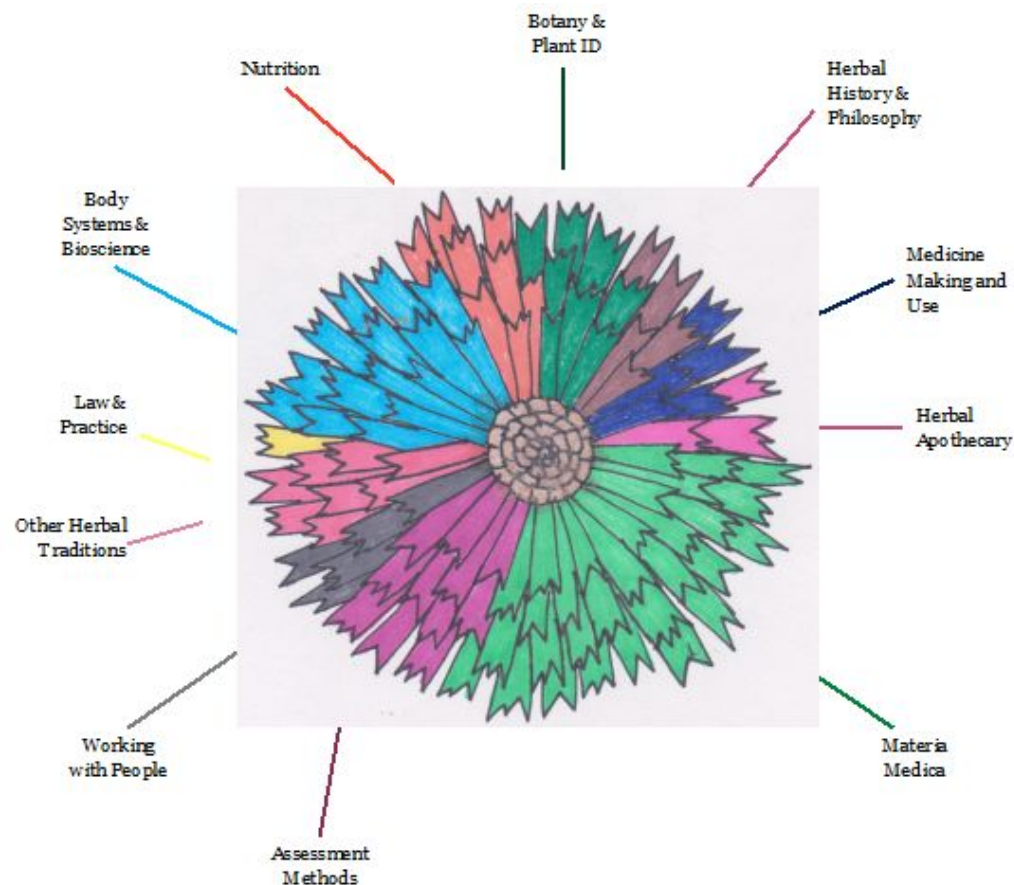 Botany &
Plant ID
Nutrition
Herbal
History &
Philosophy
Body
Systems &
Bioscience
Medicine
Making and
Use
Law &
Practice
Herbal
Apothecary
Other Herbal
Traditions
Working
with People
Materia
Medica
Assessment
Methods